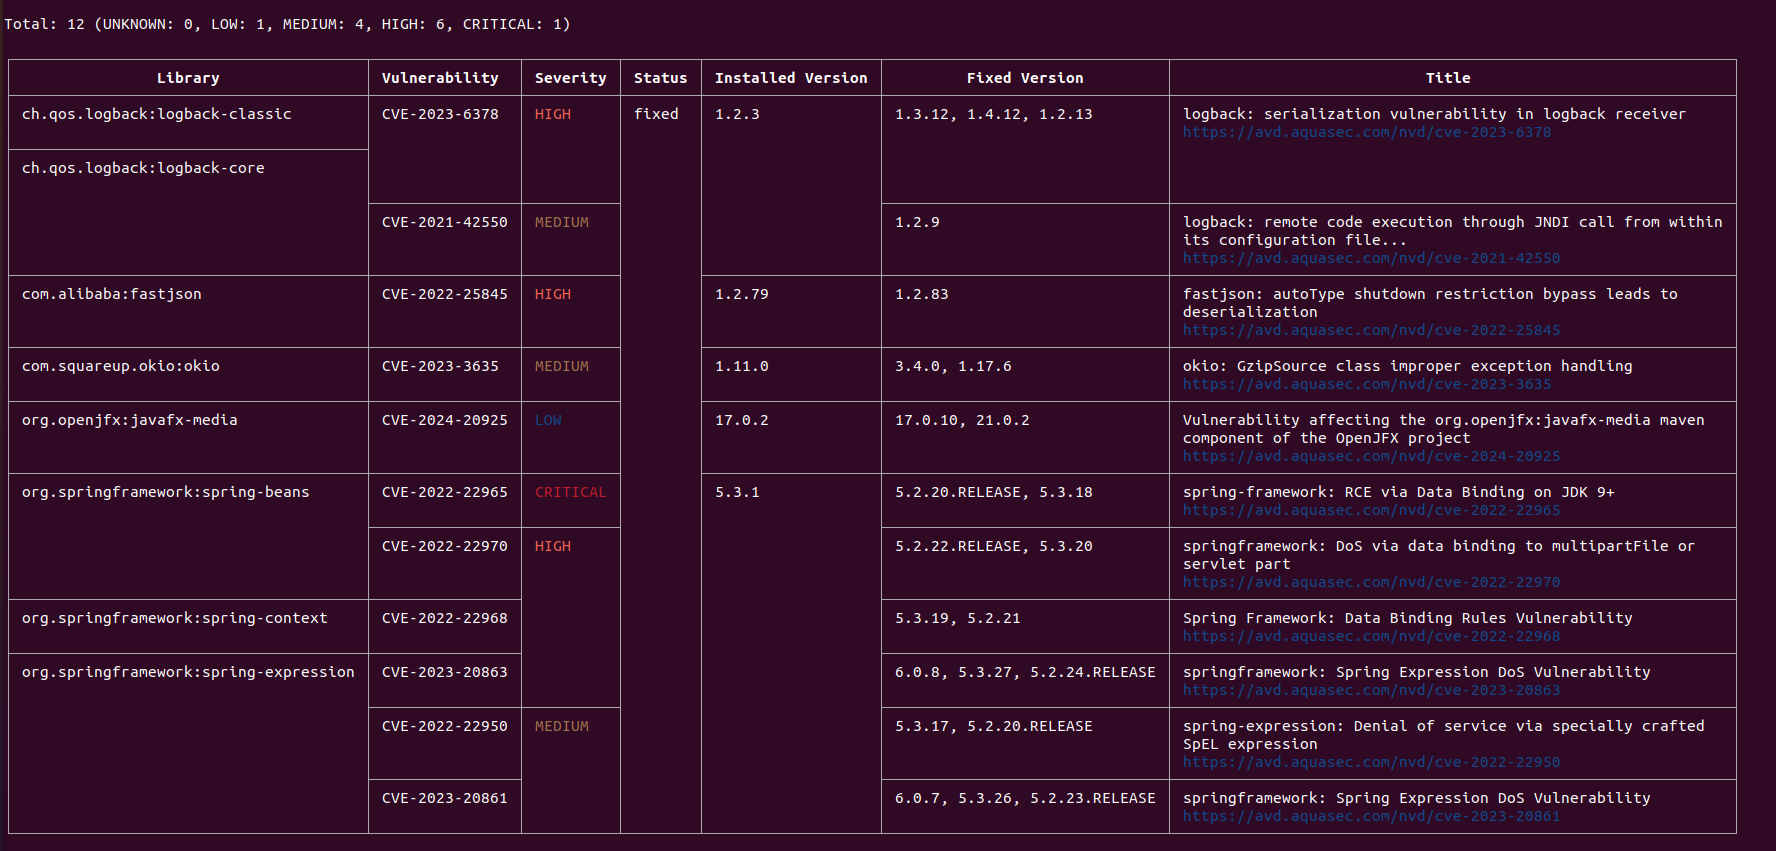 Total: 12 (UNKNOWN: 0, LOW: 1, MEDIUM: 4, HIGH: 6, CRITICAL: 1)
Library Vulnerability Severity Status Installed Version Fixed Version Title
ch.qos.logback:logback-classic CVE-2023-6378 HIGH fixed 1.2.3 1.3.12, 1.4.12, 1.2.13 logback: serialization vulnerability in logback receiver
https://avd.aquasec.com/nvd/cve-2023-6378
ch.qos.logback:logback-core
CVE-2021-42550 MEDIUM 1.2.9 logback: remote code execution through JNDI call from within
its configuration file...
https://avd.aquasec.com/nvd/cve-2021-42550
com.alibaba:fastjson CVE-2022-25845 HIGH 1.2.79 1.2.83 fastjson: autoType shutdown restriction bypass leads to
deserialization
https://avd.aquasec.com/nvd/cve-2022-25845
com.squareup.okio:okio CVE-2023-3635 MEDIUM 1.11.0 3.4.0, 1.17.6 okio: GzipSource class improper exception handling
https://avd.aquasec.com/nvd/cve-2023-3635
org.openjfx:javafx-media CVE-2024-20925 LOW 17.0.2 17.0.10, 21.0.2 Vulnerability affecting the org.openjfx:javafx-media maven
component of the OpenJFX project
https://avd.aquasec.com/nvd/cve-2024-20925
org.springframework:spring-beans CVE-2022-22965 CRITICAL 5.3.1 5.2.20.RELEASE, 5.3.18 spring-framework: RCE via Data Binding on JDK 9+
https://avd.aquasec.com/nvd/cve-2022-22965
CVE-2022-22970 HIGH 5.2.22.RELEASE, 5.3.20 springframework: DoS via data binding to multipartFile or
servlet part
https://avd.aquasec.com/nvd/cve-2022-22970
org.springframework:spring-context CVE-2022-22968 5.3.19, 5.2.21 Spring Framework: Data Binding Rules Vulnerability
https://avd.aquasec.com/nvd/cve-2022-22968
org.springframework:spring-expression CVE-2023-20863 6.0.8, 5.3.27, 5.2.24.RELEASE springframework: Spring Expression DoS Vulnerability
https://avd.aquasec.com/nvd/cve-2023-20863
CVE-2022-22950 MEDIUM 5.3.17, 5.2.20.RELEASE spring-expression: Denial of service via specially crafted
SpEL expression
https://avd.aquasec.com/nvd/cve-2022-22950
CVE-2023-20861 6.0.7, 5.3.26, 5.2.23.RELEASE springframework: Spring Expression DoS Vulnerability
https://avd.aquasec.com/nvd/cve-2023-20861